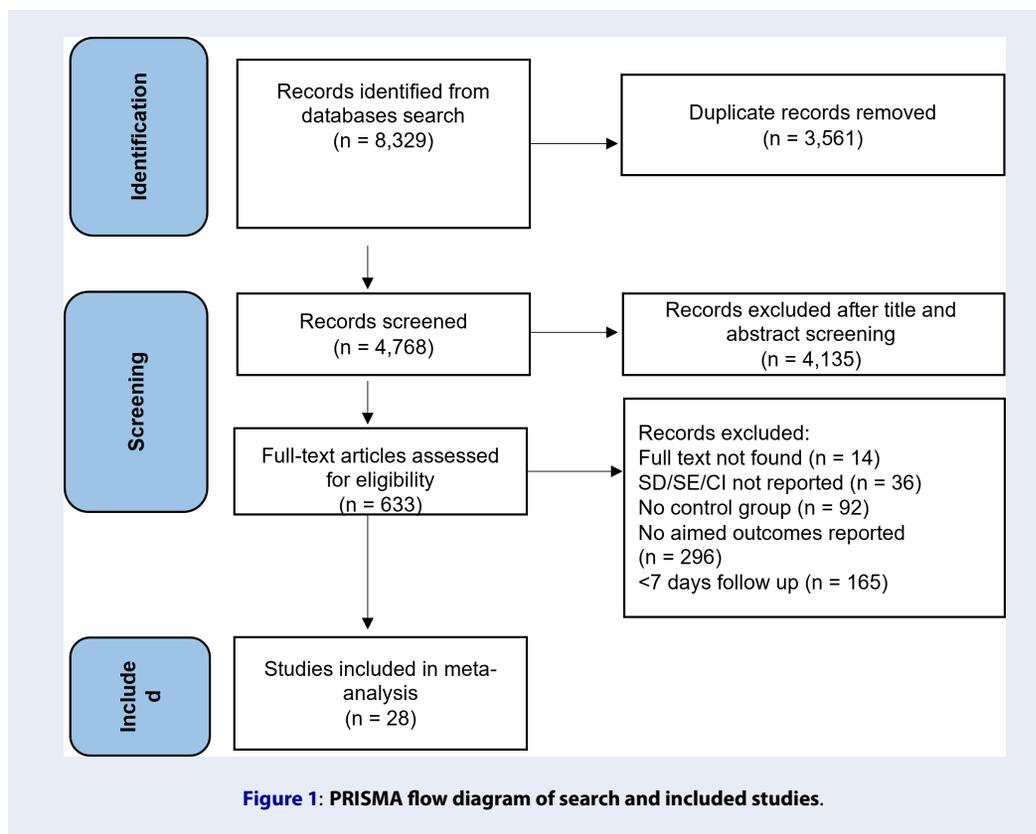 Identification
Records identified from
databases search
(n = 8,329)
Duplicate records removed
(n = 3,561)
Screening
Records screened
(n = 4,768)
Records excluded after title and
abstract screening
(n = 4,135)
Full-text articles assessed
for eligibility
(n = 633)
Records excluded:
Full text not found (n = 14)
SD/SE/CI not reported (n = 36)
No control group (n = 92)
No aimed outcomes reported
(n = 296)
<7 days follow up (n = 165)
Include
d
Studies included in meta-
analysis
(n = 28)
Figure 1: PRISMA flow diagram of search and included studies.